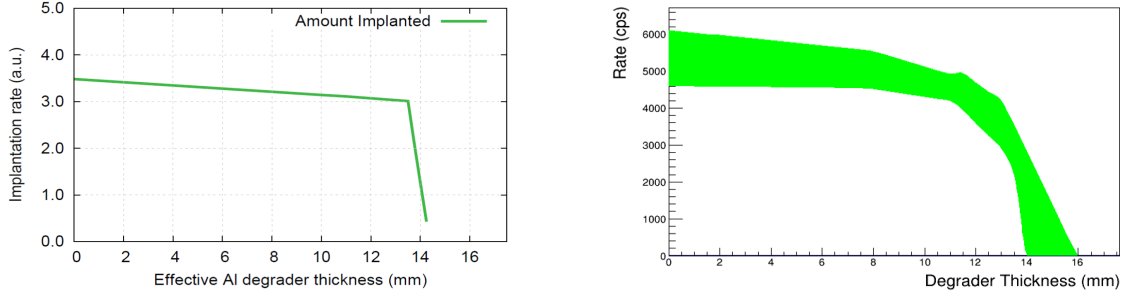 5.0
4.0
3.0
2.0
1.0
0.0
Implantation rate (a.u.)
Amount Implanted
0 2 4 6 8 10 12 14 16
Effective Al degrader thickness (mm)
Rate (cps)
6000
5000
4000
3000
2000
1000
0
0 2 4 6 8 10 12 14 16
Degrader Thickness (mm)